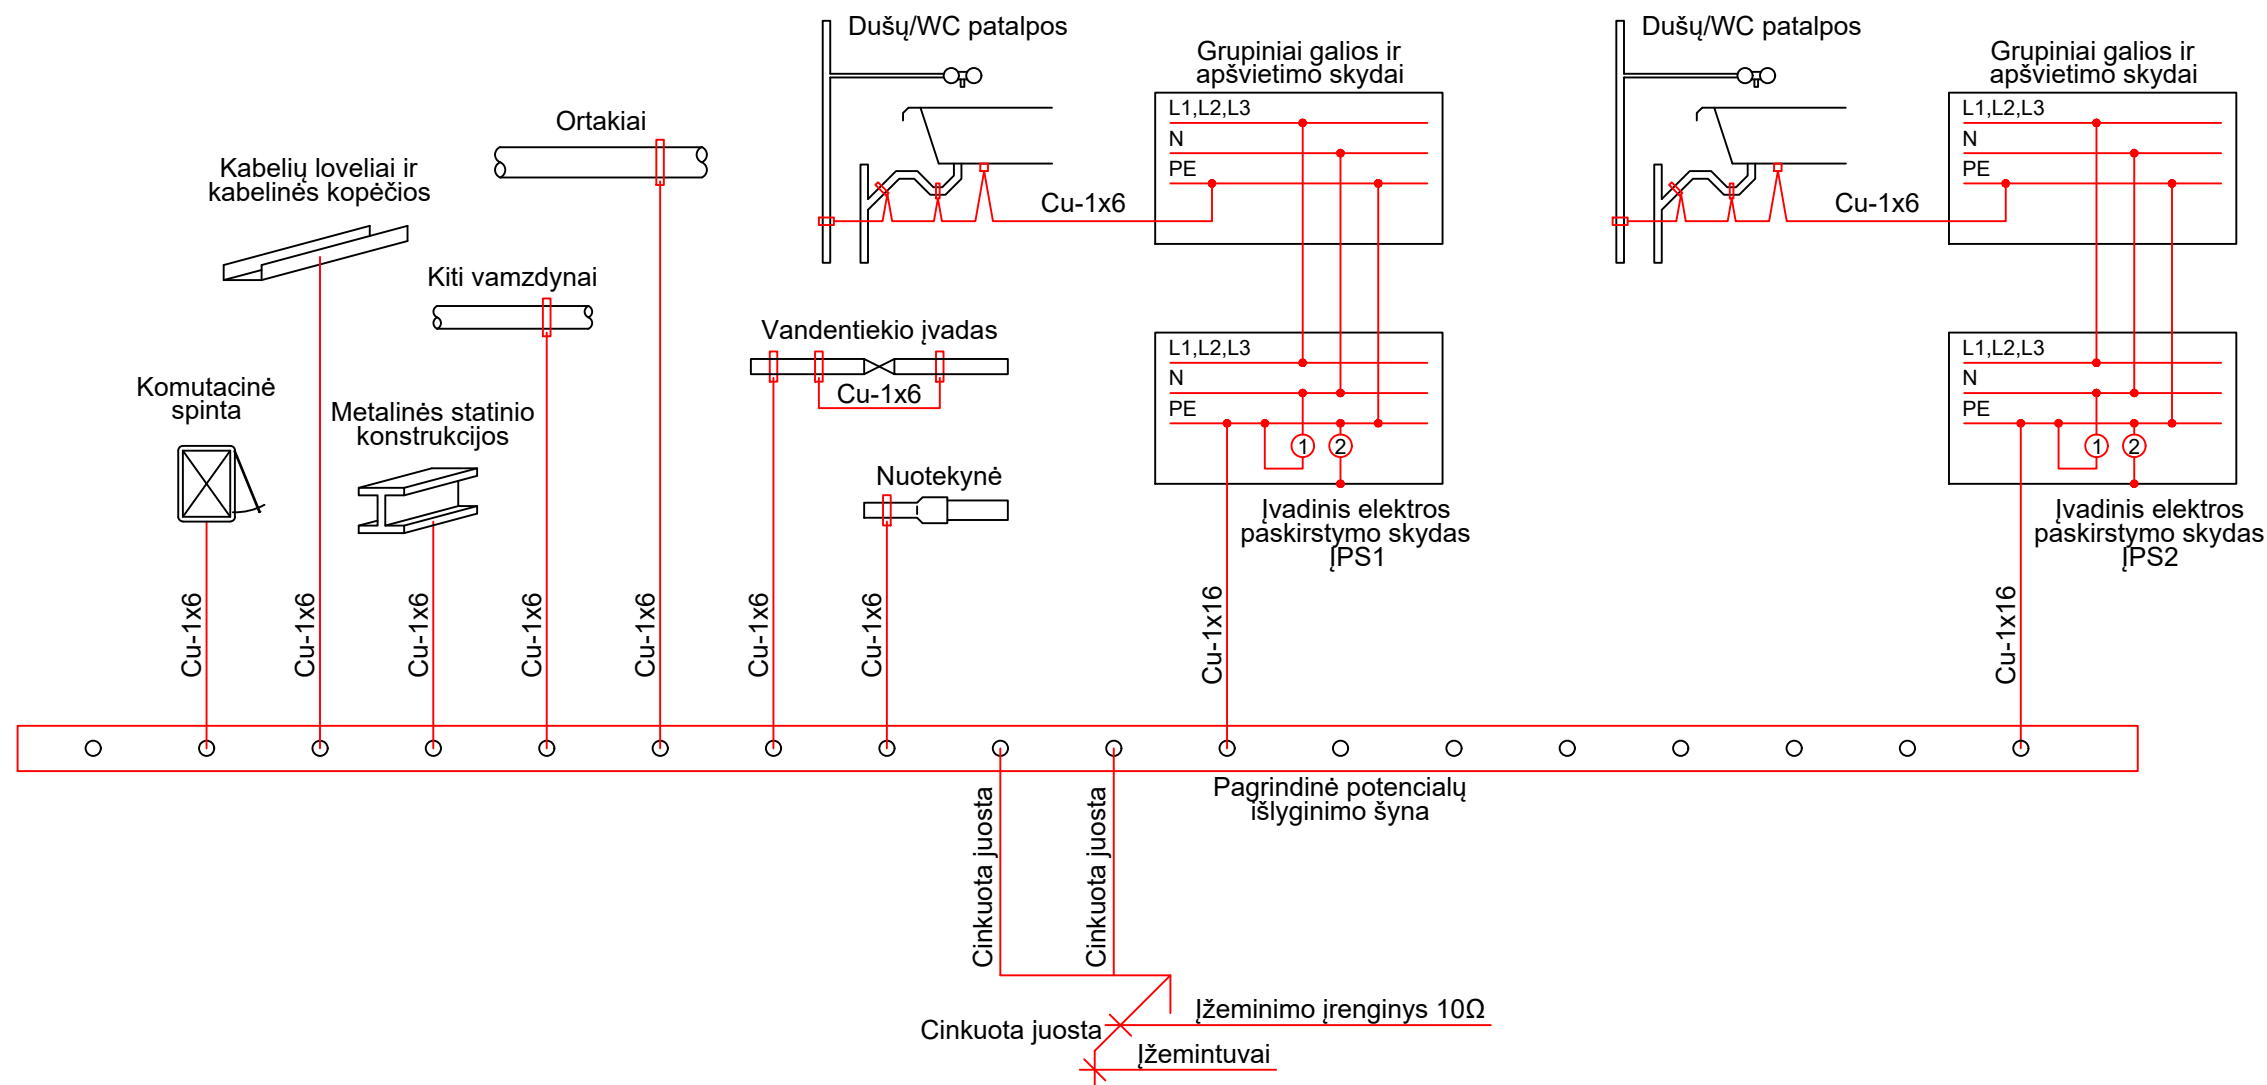 Dušų/WC patalpos
Grupiniai galios ir
apšvietimo skydai
L1,L2,L3
N
PE
Cu-1x6
Dušų/WC patalpos
Grupiniai galios ir
apšvietimo skydai
L1,L2,L3
N
PE
Cu-1x6
Ortakiai
Kabelių loveliai ir
kabelinės kopėčios
Kiti vamzdynai
Vandentiekio įvadas
Cu-1x6
Komutacinė
spinta
Metalinės statinio
konstrukcijos
Nuotekynė
L1,L2,L3
N
PE
1
2
Įvadinis elektros
paskirstymo skydas
ĮPS1
L1,L2,L3
N
PE
1
2
Įvadinis elektros
paskirstymo skydas
ĮPS2
Cu-1x6
Cu-1x6
Cu-1x6
Cu-1x6
Cu-1x6
Cu-1x6
Cu-1x6
Cu-1x16
Cu-1x16
Pagrindinė potencialų
išlyginimo šyna
Cinkuota juosta
Cinkuota juosta
Įžeminimo įrenginys 10Ω
Cinkuota juosta
Įžemintuvai